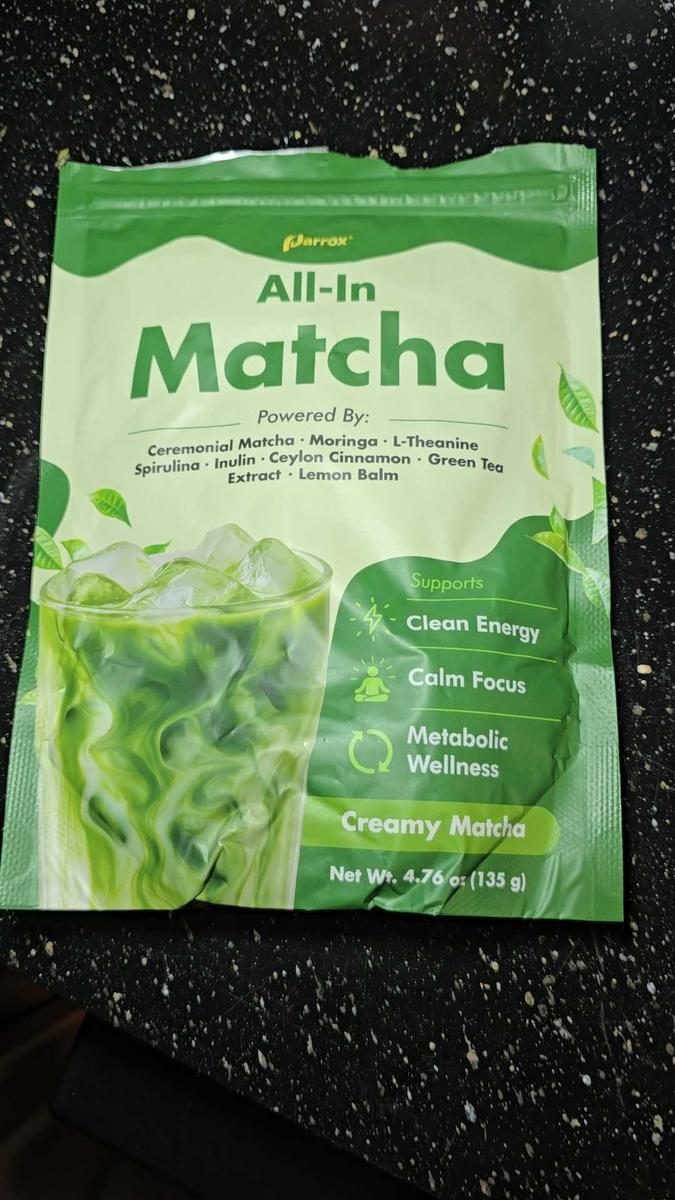 Parrox®
All-In
Matcha
Powered By:
Ceremonial Matcha · Moringa · L-Theanine
Spirulina · Inulin · Ceylon Cinnamon · Green Tea
Extract · Lemon Balm
Supports
Clean Energy
Calm Focus
Metabolic
Wellness
Creamy Matcha
Net Wt. 4.76 oz (135 g)